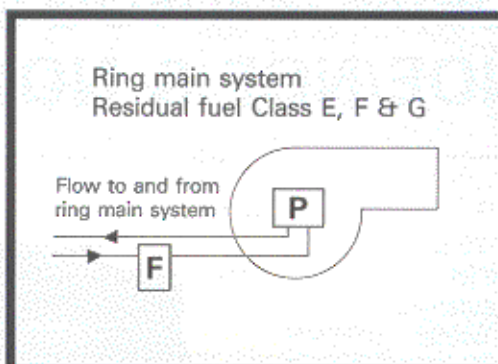 Ring main system
Residual fuel Class E, F & G
Flow to and from
ring main system
P
F